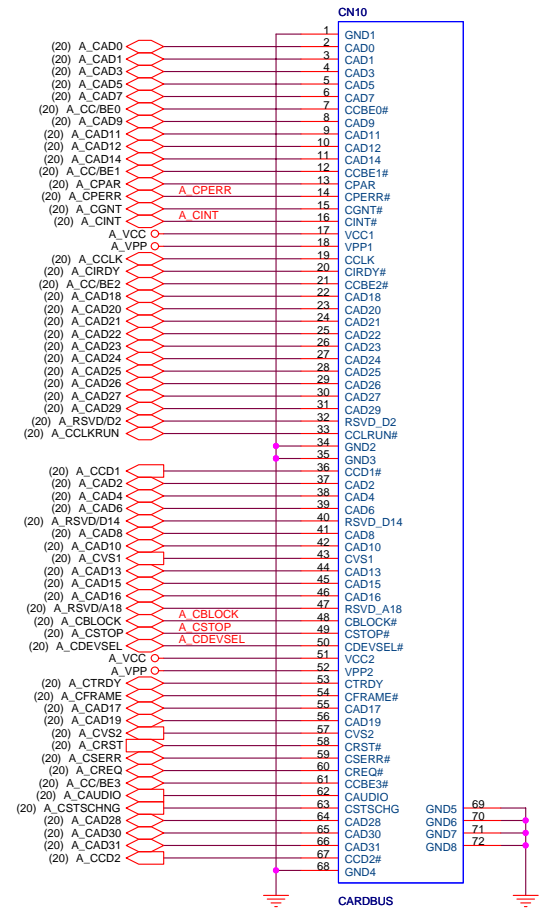 CN10
1 GND1
(20) A_CAD0 2 CAD0
(20) A_CAD1 3 CAD1
(20) A_CAD3 4 CAD3
(20) A_CAD5 5 CAD5
(20) A_CAD7 6 CAD7
(20) A_CC/BE0 7 CCBE0#
(20) A_CAD9 8 CAD9
(20) A_CAD11 9 CAD11
(20) A_CAD12 10 CAD12
(20) A_CAD14 11 CAD14
(20) A_CC/BE1 12 CCBE1#
(20) A_CPAR 13 CPAR
(20) A_CPERR A_CPERR 14 CPERR#
(20) A_CGNT 15 CGNT#
(20) A_CINT A_CINT 16 CINT#
A_VCC 17 VCC1
A_VPP 18 VPP1
(20) A_CCLK 19 CCLK
(20) A_CIRDY 20 CIRDY#
(20) A_CC/BE2 21 CCBE2#
(20) A_CAD18 22 CAD18
(20) A_CAD20 23 CAD20
(20) A_CAD21 24 CAD21
(20) A_CAD22 25 CAD22
(20) A_CAD23 26 CAD23
(20) A_CAD24 27 CAD24
(20) A_CAD25 28 CAD25
(20) A_CAD26 29 CAD26
(20) A_CAD27 30 CAD27
(20) A_CAD29 31 CAD29
(20) A_RSVD/D2 32 RSVD_D2
(20) A_CCLKRUN 33 CCLRUN#
34 GND2
35 GND3
(20) A_CCD1 36 CCD1#
(20) A_CAD2 37 CAD2
(20) A_CAD4 38 CAD4
(20) A_CAD6 39 CAD6
(20) A_RSVD/D14 40 RSVD_D14
(20) A_CAD8 41 CAD8
(20) A_CAD10 42 CAD10
(20) A_CVS1 43 CVS1
(20) A_CAD13 44 CAD13
(20) A_CAD15 45 CAD15
(20) A_CAD16 46 CAD16
(20) A_RSVD/A18 47 RSVD_A18
(20) A_CBLOCK A_CBLOCK 48 CBLOCK#
(20) A_CSTOP A_CSTOP 49 CSTOP#
(20) A_CDEVSEL A_CDEVSEL 50 CDEVSEL#
A_VCC 51 VCC2
A_VPP 52 VPP2
(20) A_CTRDY 53 CTRDY
(20) A_CFRAME 54 CFRAME#
(20) A_CAD17 55 CAD17
(20) A_CAD19 56 CAD19
(20) A_CVS2 57 CVS2
(20) A_CRST 58 CRST#
(20) A_CSERR 59 CSERR#
(20) A_CREQ 60 CREQ#
(20) A_CC/BE3 61 CCBE3#
(20) A_CAUDIO 62 CAUDIO
(20) A_CSTSCHNG 63 CSTSCHG GND5 69
(20) A_CAD28 64 CAD28 GND6 70
(20) A_CAD30 65 CAD30 GND7 71
(20) A_CAD31 66 CAD31 GND8 72
(20) A_CCD2 67 CCD2#
68 GND4
CARDBUS